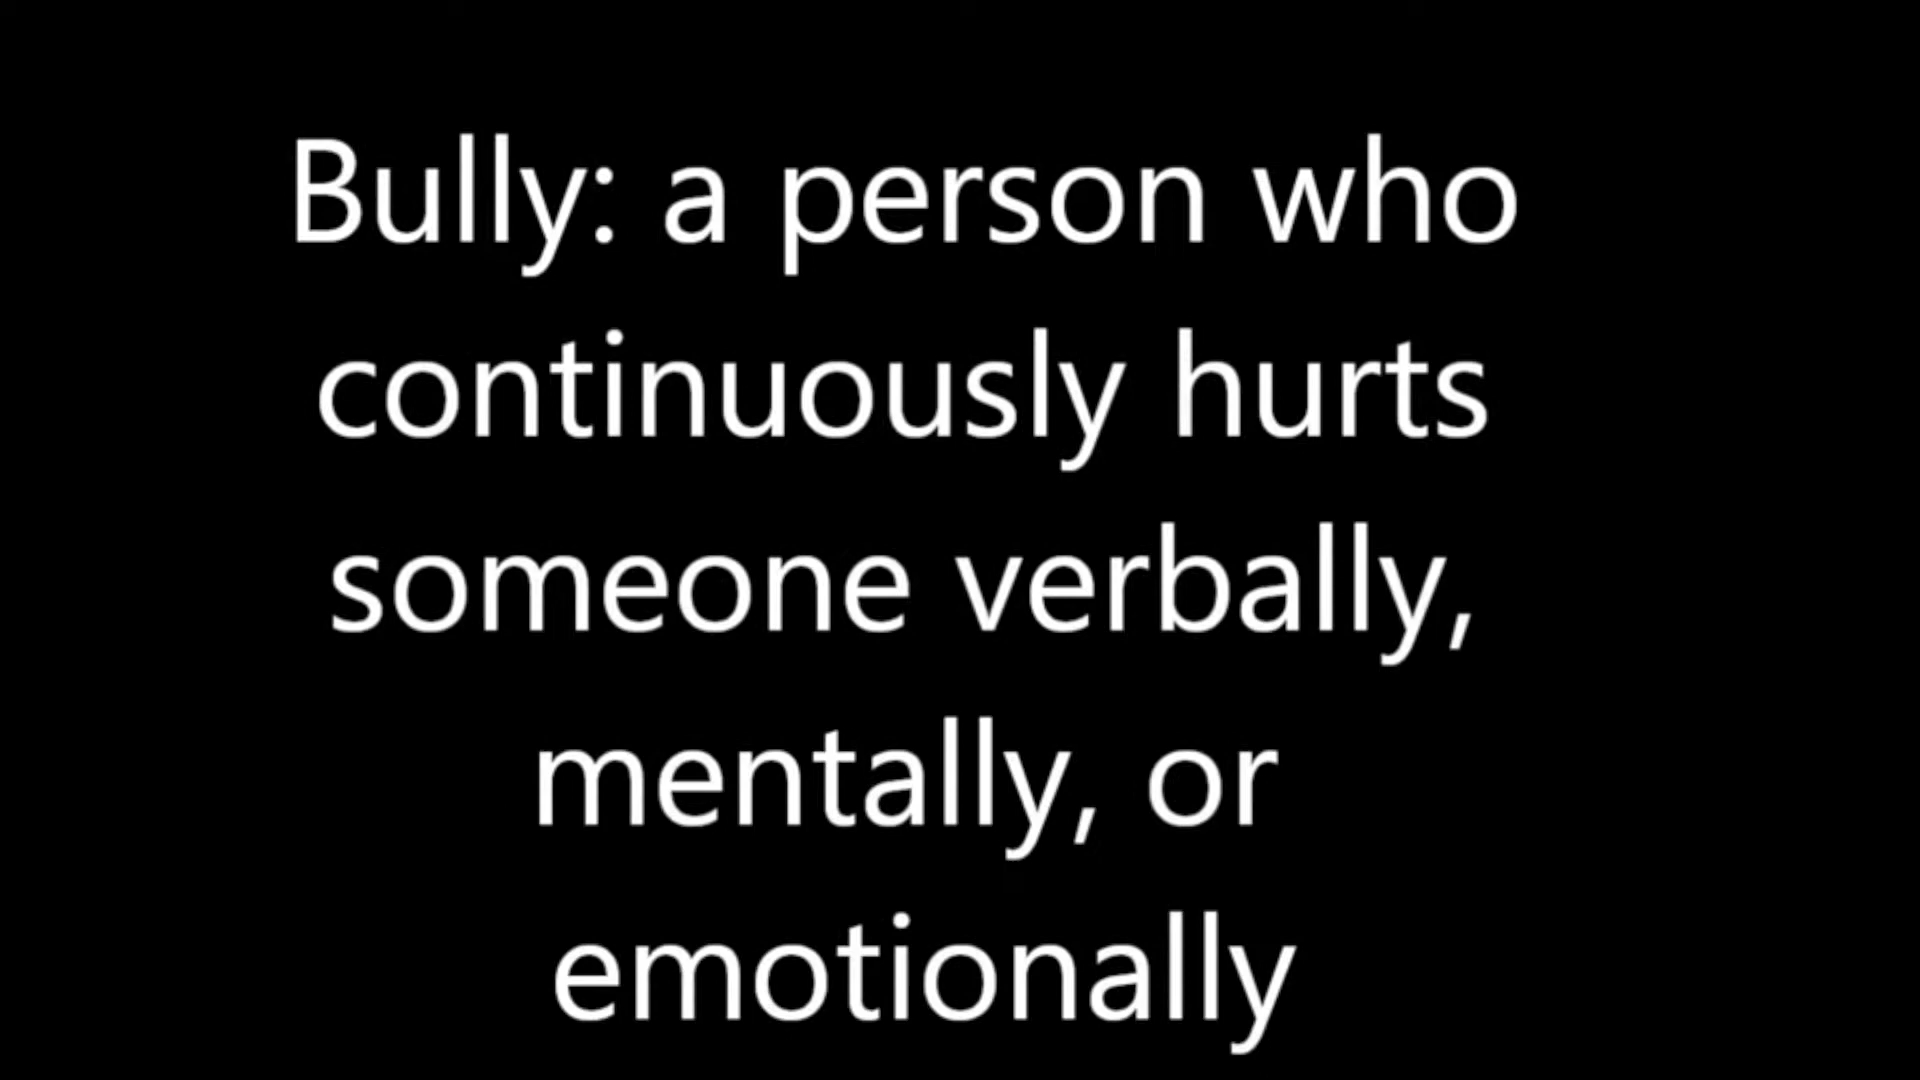 Bully: a person who
continuously hurts
someone verbally,
mentally, or
emotionally